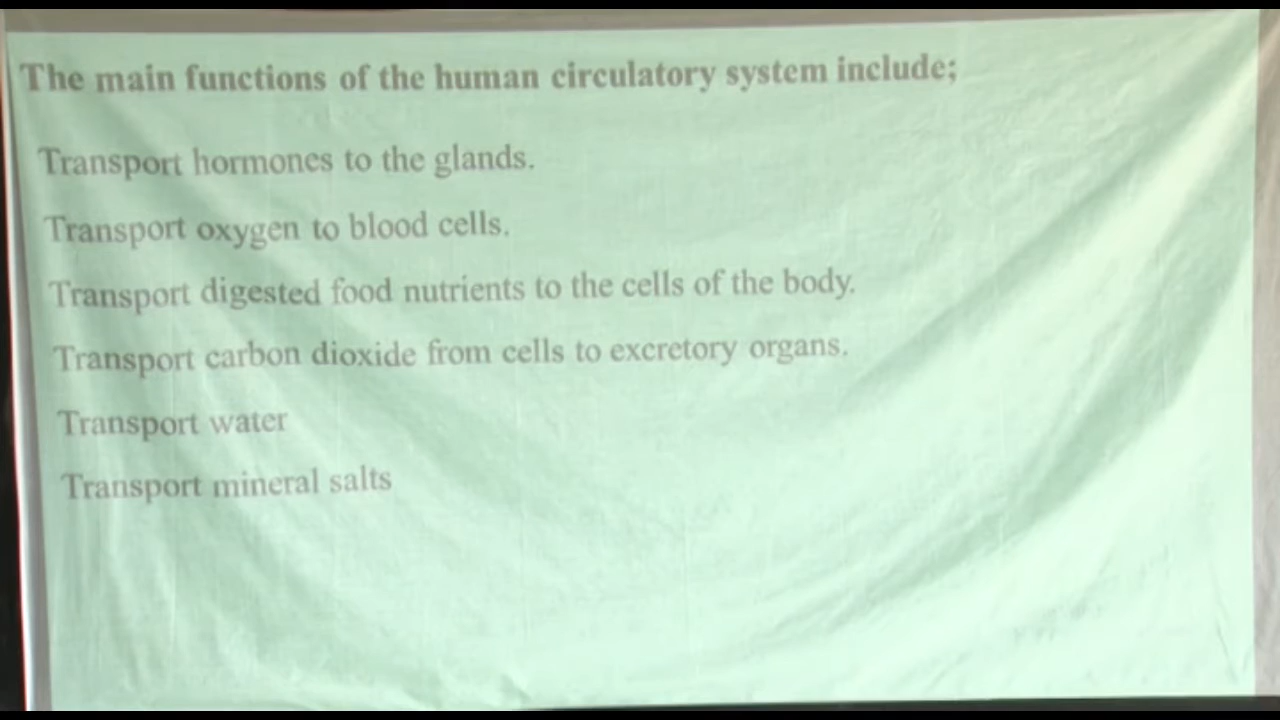 The main functions of the human circulatory system include;
Transport hormones to the glands.
Transport oxygen to blood cells.
Transport digested food nutrients to the cells of the body.
Transport carbon dioxide from cells to excretory organs.
Transport water
Transport mineral salts